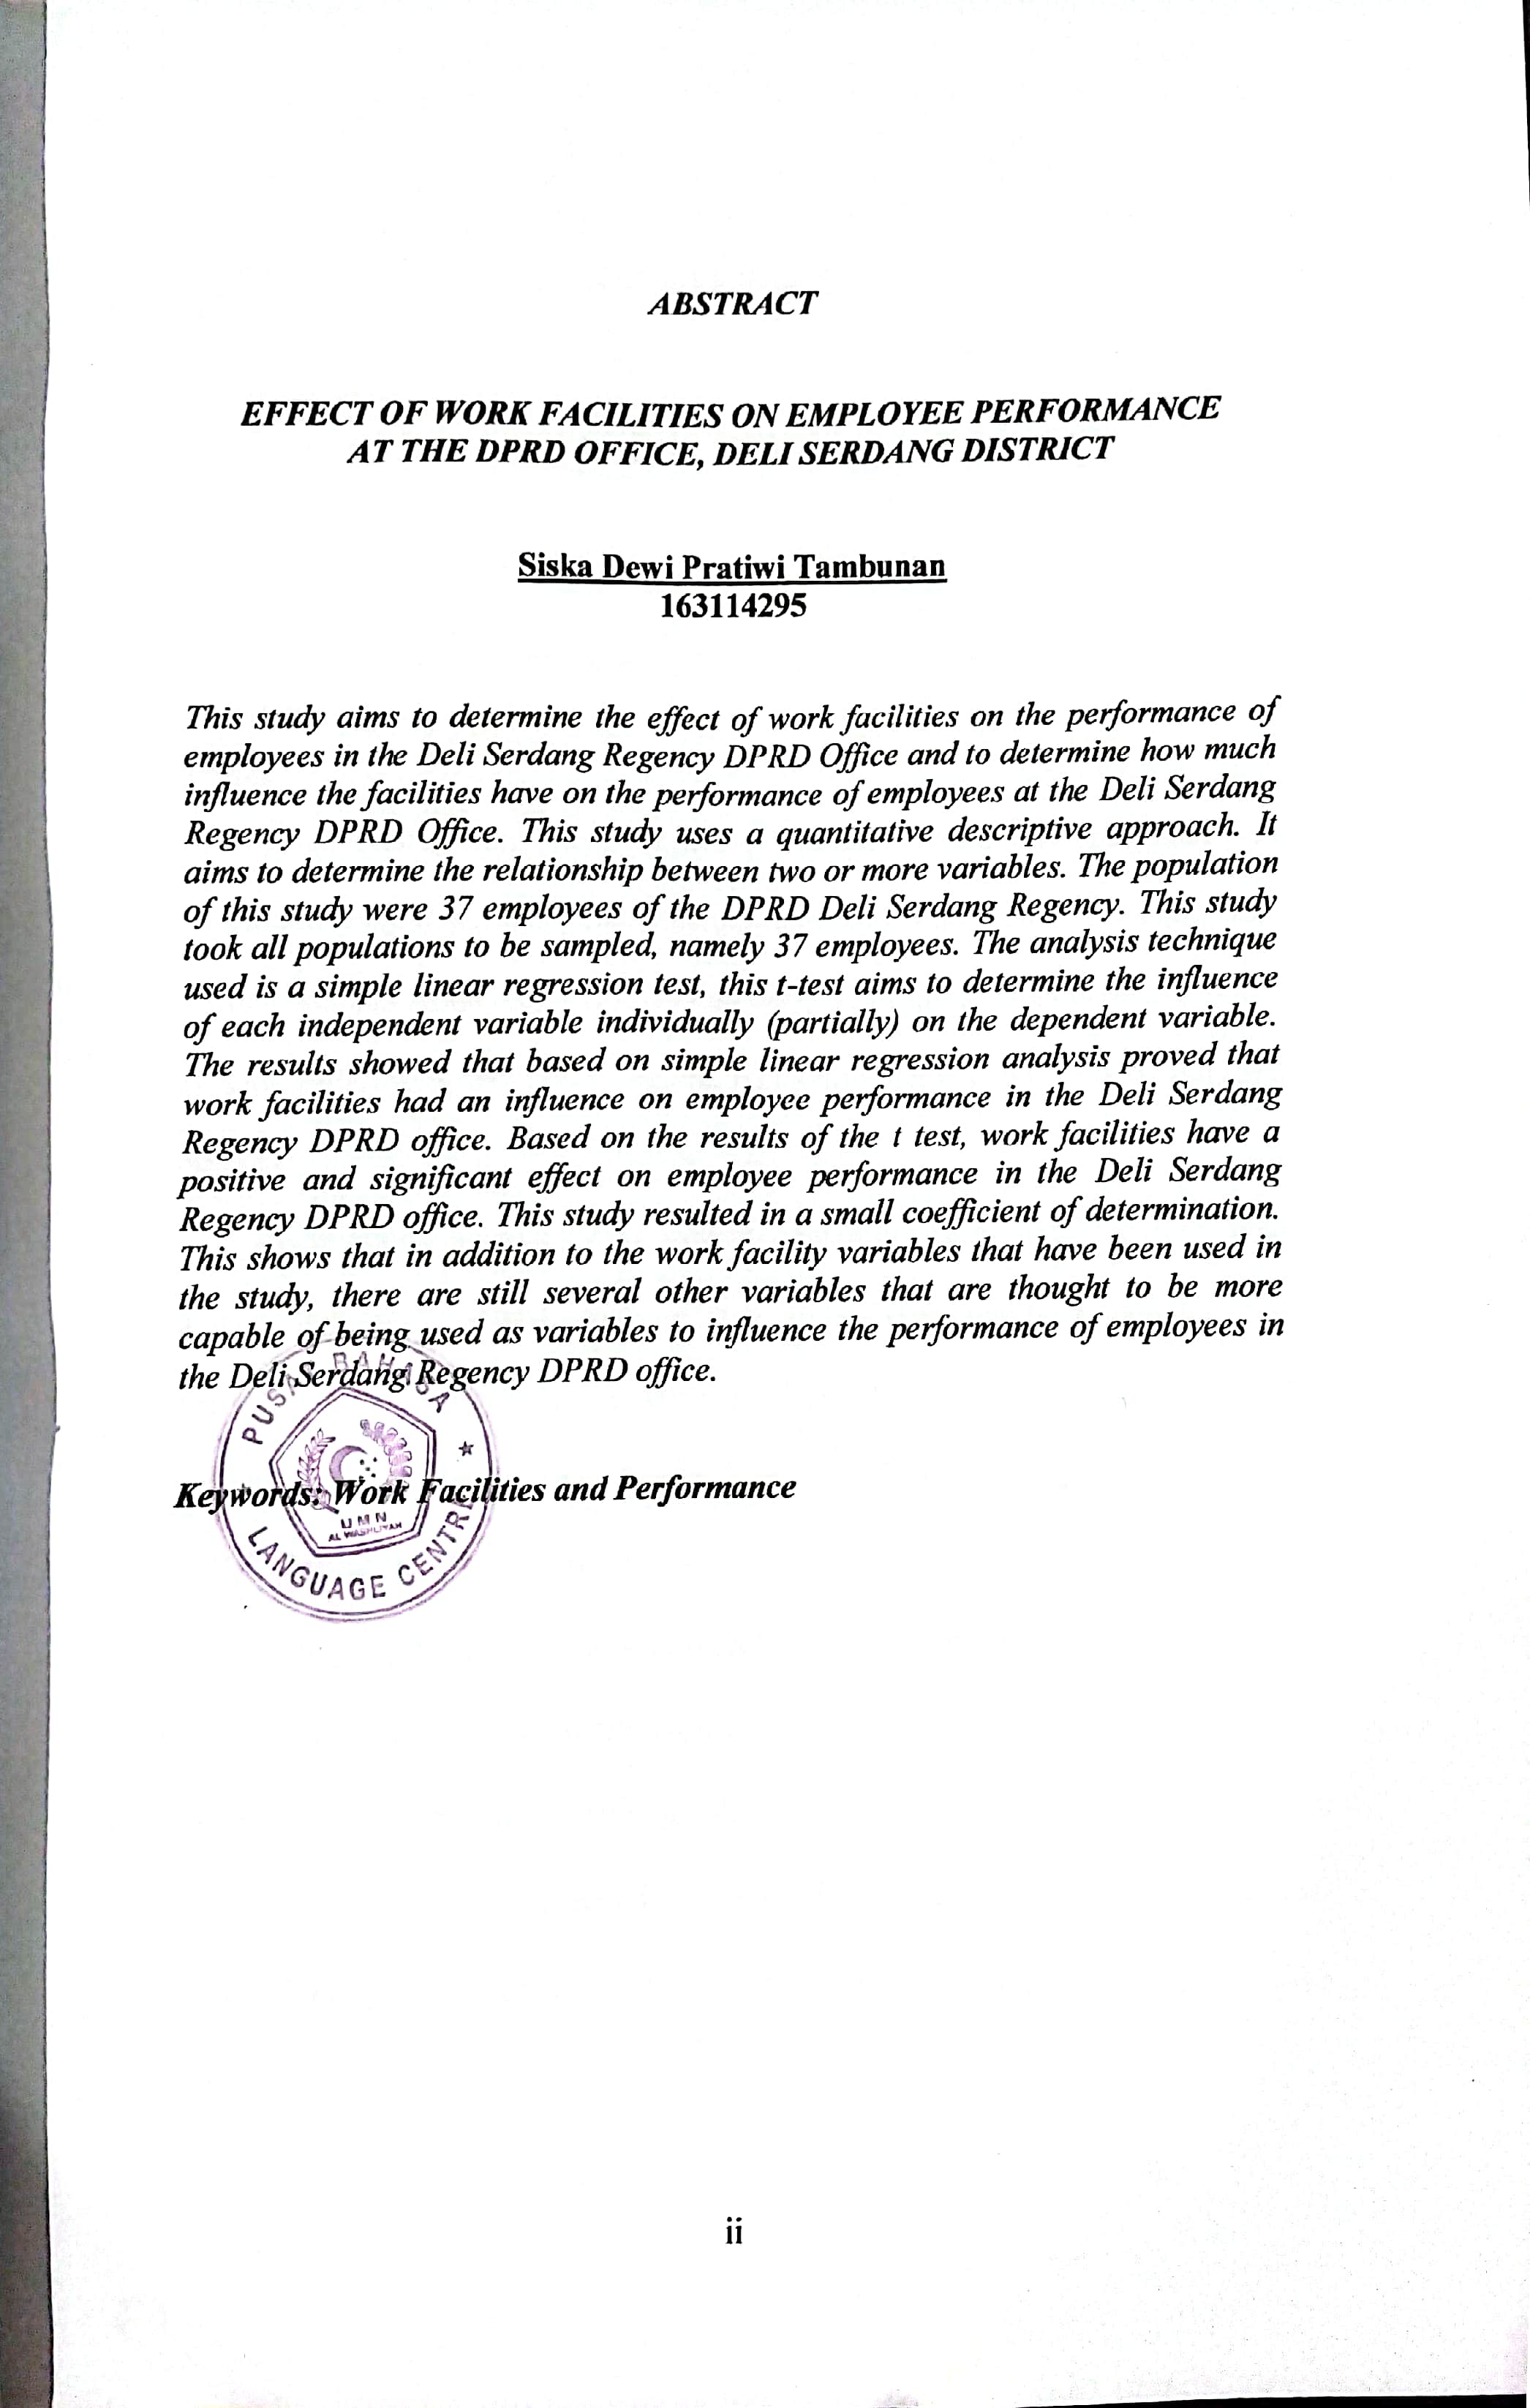 ABSTRACT
EFFECT OF WORK FACILITIES ON EMPLOYEE PERFORMANCE
AT THE DPRD OFFICE, DELI SERDANG DISTRICT
Siska Dewi Pratiwi Tambunan
163114295
This study aims to determine the effect of work facilities on the performance of
employees in the Deli Serdang Regency DPRD Office and to determine how much
influence the facilities have on the performance of employees at the Deli Serdang
Regency DPRD Office. This study uses a quantitative descriptive approach. It
aims to determine the relationship between two or more variables. The population
of this study were 37 employees of the DPRD Deli Serdang Regency. This study
took all populations to be sampled, namely 37 employees. The analysis technique
used is a simple linear regression test, this t-test aims to determine the influence
of each independent variable individually (partially) on the dependent variable.
The results showed that based on simple linear regression analysis proved that
work facilities had an influence on employee performance in the Deli Serdang
Regency DPRD office. Based on the results of the t test, work facilities have a
positive and significant effect on employee performance in the Deli Serdang
Regency DPRD office. This study resulted in a small coefficient of determination.
This shows that in addition to the work facility variables that have been used in
the study, there are still several other variables that are thought to be more
capable of being used as variables to influence the performance of employees in
the Deli Serdang Regency DPRD office.
PUSAT BAHASA
Keywords: Work Facilities and Performance
UMN
AL WASHLIYAH
LANGUAGE CENTRE
ii